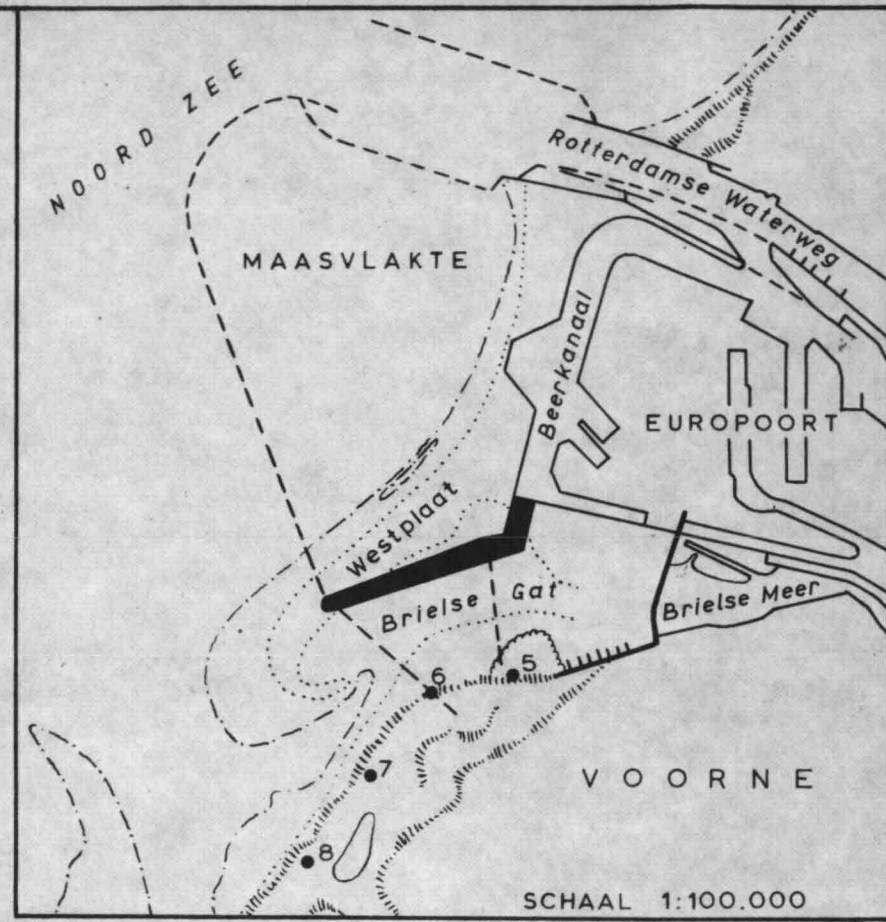 NOORD ZEE
Rotterdamse Waterweg
MAASVLAKTE
Beerkanaal
EUROPOORT
Westplaat
Brielse Gat
Brielse Meer
5
6
7
VOORNE
8
SCHAAL 1:100.000